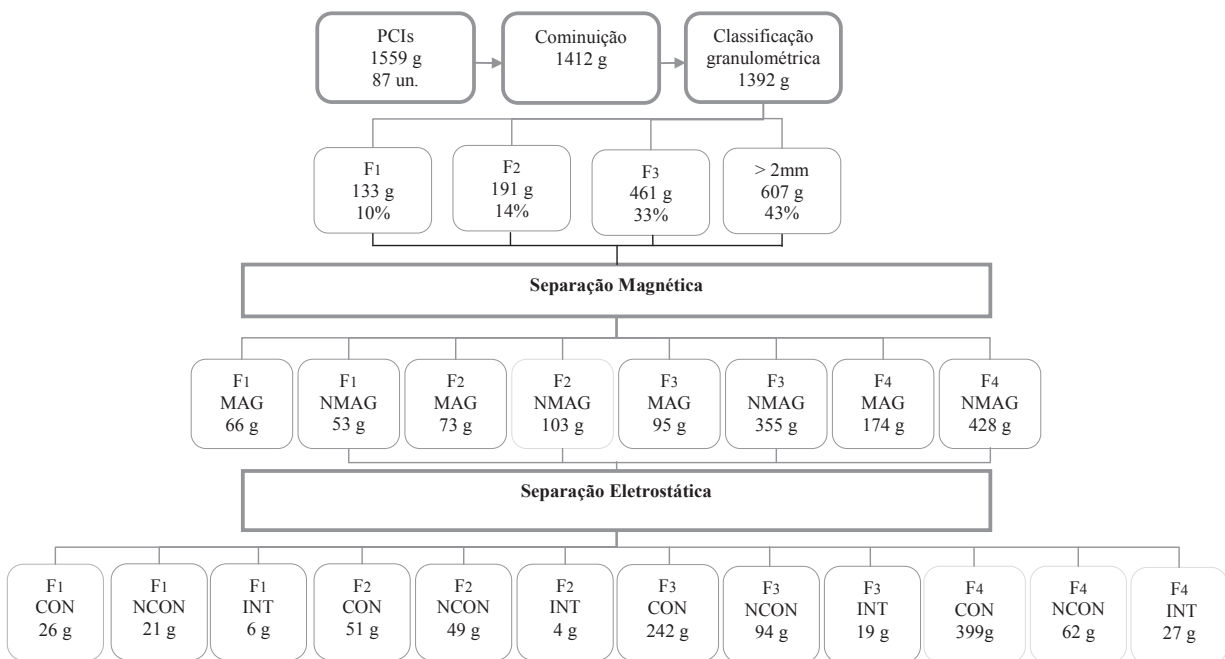 PCIs
1559 g
87 un.
Cominuição
1412 g
Classificação
granulométrica
1392 g
F1
133 g
10%
F2
191 g
14%
F3
461 g
33%
> 2mm
607 g
43%
Separação Magnética
F1
MAG
66 g
F1
NMAG
53 g
F2
MAG
73 g
F2
NMAG
103 g
F3
MAG
95 g
F3
NMAG
355 g
F4
MAG
174 g
F4
NMAG
428 g
Separação Eletrostática
F1
CON
26 g
F1
NCON
21 g
F1
INT
6 g
F2
CON
51 g
F2
NCON
49 g
F2
INT
4 g
F3
CON
242 g
F3
NCON
94 g
F3
INT
19 g
F4
CON
399g
F4
NCON
62 g
F4
INT
27 g